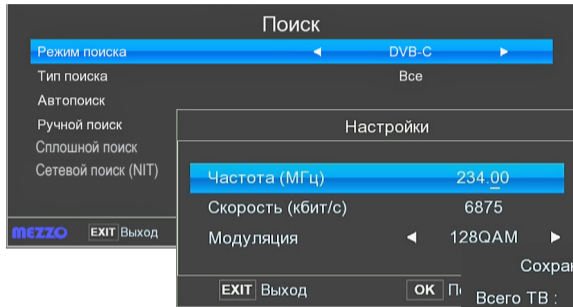 Поиск
Режим поиска DVB-C
Тип поиска Все
Автопоиск
Ручной поиск
Сплошной поиск
Сетевой поиск (NIT)
MEZZO EXIT Выход
Настройки
Частота (МГц) 234.00
Скорость (кбит/с) 6875
Модуляция 128QAM
EXIT Выход OK
Всего ТВ :